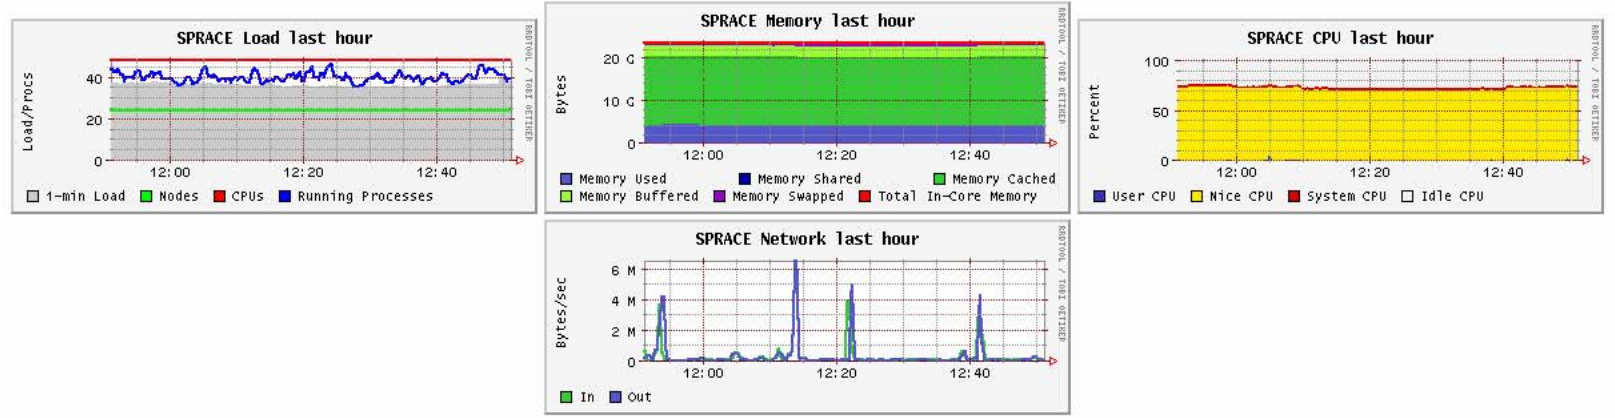 SPRACE Load last hour
RRDTOOL / TOBI OETIKER
Load/Procs
40
20
0
12:00 12:20 12:40
1-min Load Nodes CPUs Running Processes
SPRACE Memory last hour
RRDTOOL / TOBI OETIKER
Bytes
20 G
10 G
0
12:00 12:20 12:40
Memory Used Memory Shared Memory Cached
Memory Buffered Memory Swapped Total In-Core Memory
SPRACE CPU last hour
RRDTOOL / TOBI OETIKER
Percent
100
50
0
12:00 12:20 12:40
User CPU Nice CPU System CPU Idle CPU
SPRACE Network last hour
RRDTOOL / TOBI OETIKER
Bytes/sec
6 M
4 M
2 M
0
12:00 12:20 12:40
In Out